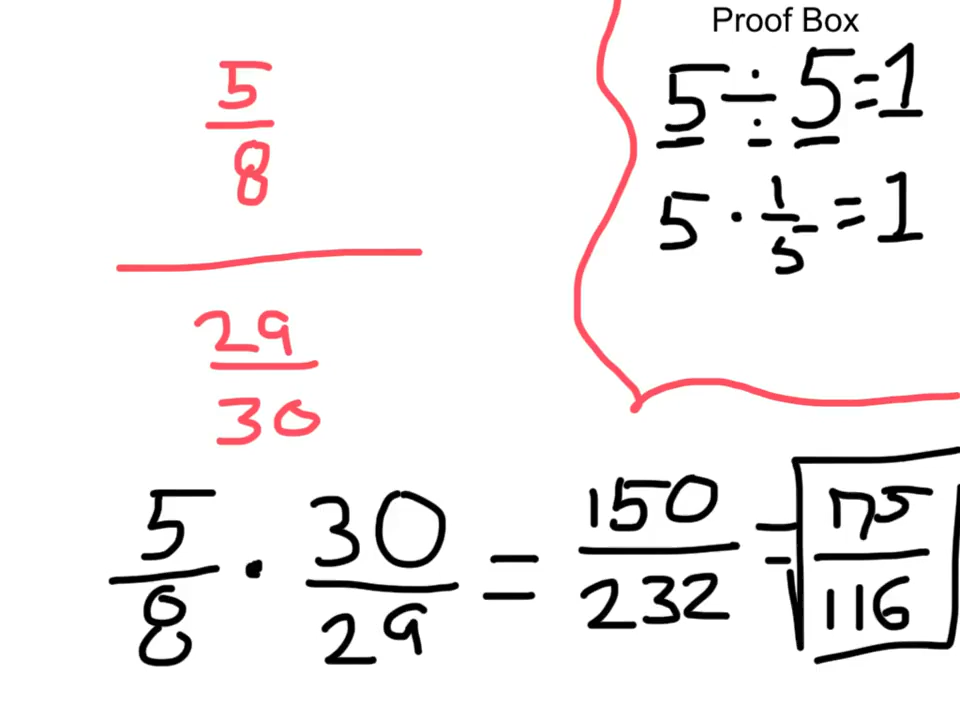 Proof Box
5 ÷ 5 = 1
5 · 1/5 = 1
5
8
29
30
5/8 · 30/29 = 150/232 = 175/116